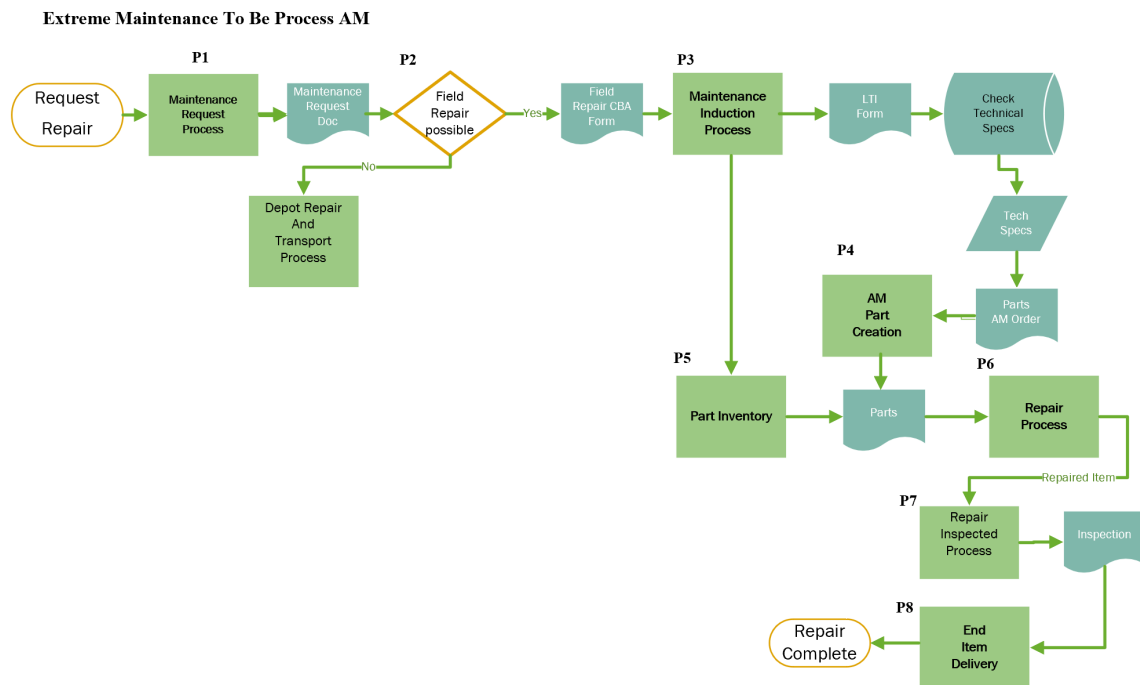 Extreme Maintenance To Be Process AM
P1
P2
P3
Request
Repair
Maintenance
Request
Process
Maintenance
Request
Doc
Field
Repair
possible
Yes
Field
Repair CBA
Form
Maintenance
Induction
Process
LTI
Form
Check
Technical
Specs
No
Depot Repair
And
Transport
Process
Tech
Specs
P4
AM
Part
Creation
Parts
AM Order
P5
P6
Part Inventory
Parts
Repair
Process
Repaired Item
P7
Repair
Inspected
Process
Inspection
P8
End
Item
Delivery
Repair
Complete